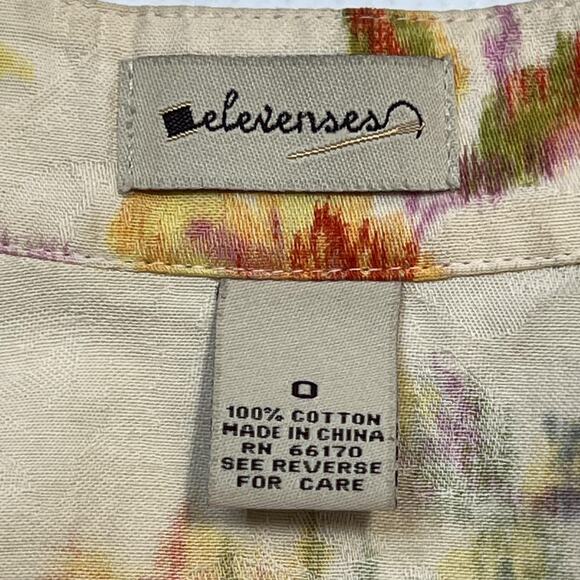 elevenses
0
100% COTTON
MADE IN CHINA
RN 66170
SEE REVERSE
FOR CARE